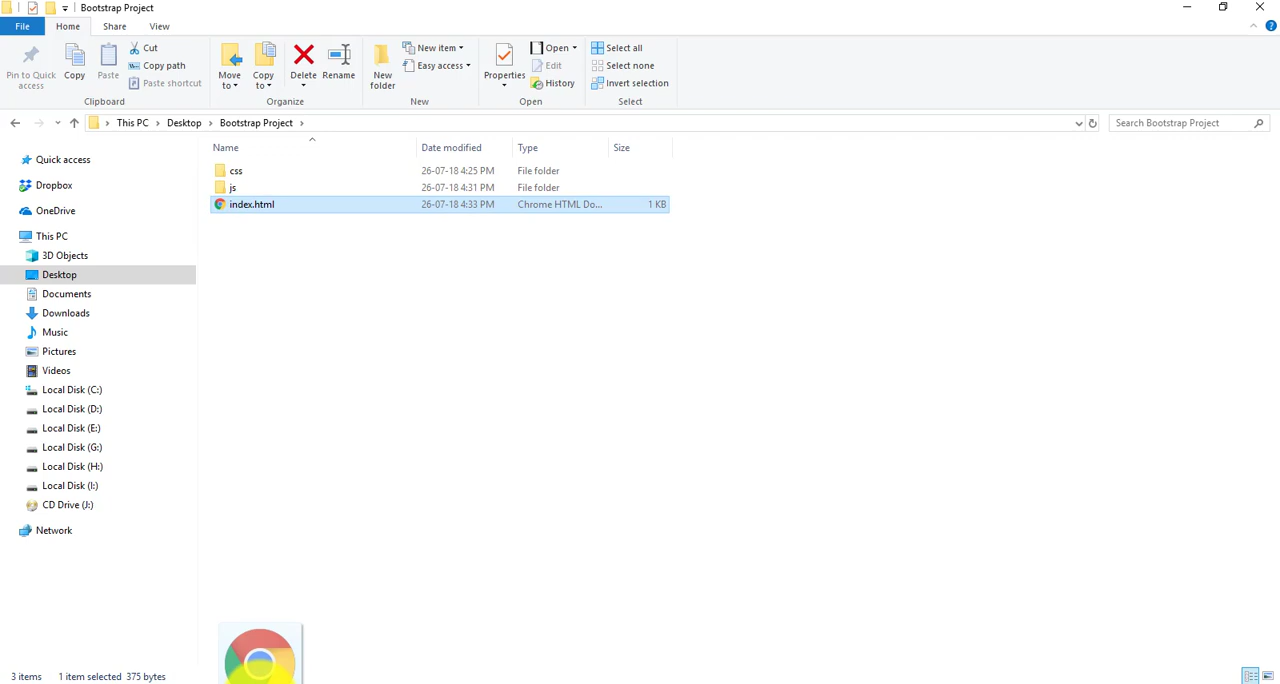 Bootstrap Project
File Home Share View
Pin to Quick access
Copy
Paste
Cut
Copy path
Paste shortcut
Clipboard
Move to
Copy to
Delete
Rename
Organize
New folder
New item
Easy access
New
Properties
Open
Edit
History
Open
Select all
Select none
Invert selection
Select
This PC Desktop Bootstrap Project
Search Bootstrap Project
Name Date modified Type Size
css 26-07-18 4:25 PM File folder
js 26-07-18 4:31 PM File folder
index.html 26-07-18 4:33 PM Chrome HTML Do... 1 KB
Quick access
Dropbox
OneDrive
This PC
3D Objects
Desktop
Documents
Downloads
Music
Pictures
Videos
Local Disk (C:)
Local Disk (D:)
Local Disk (E:)
Local Disk (G:)
Local Disk (H:)
Local Disk (I:)
CD Drive (J:)
Network
3 items 1 item selected 375 bytes